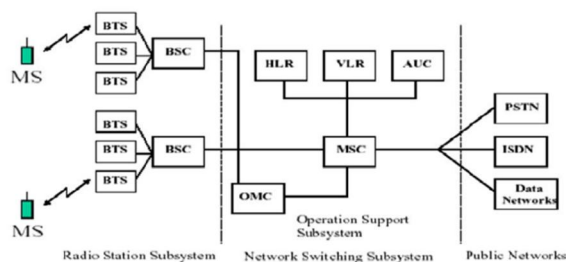 BTS
BTS
BTS
BSC
MS
HLR
VLR
AUC
BTS
BTS
BTS
BSC
MS
MSC
OMC
PSTN
ISDN
Data
Networks
Operation Support
Subsystem
Radio Station Subsystem
Network Switching Subsystem
Public Networks